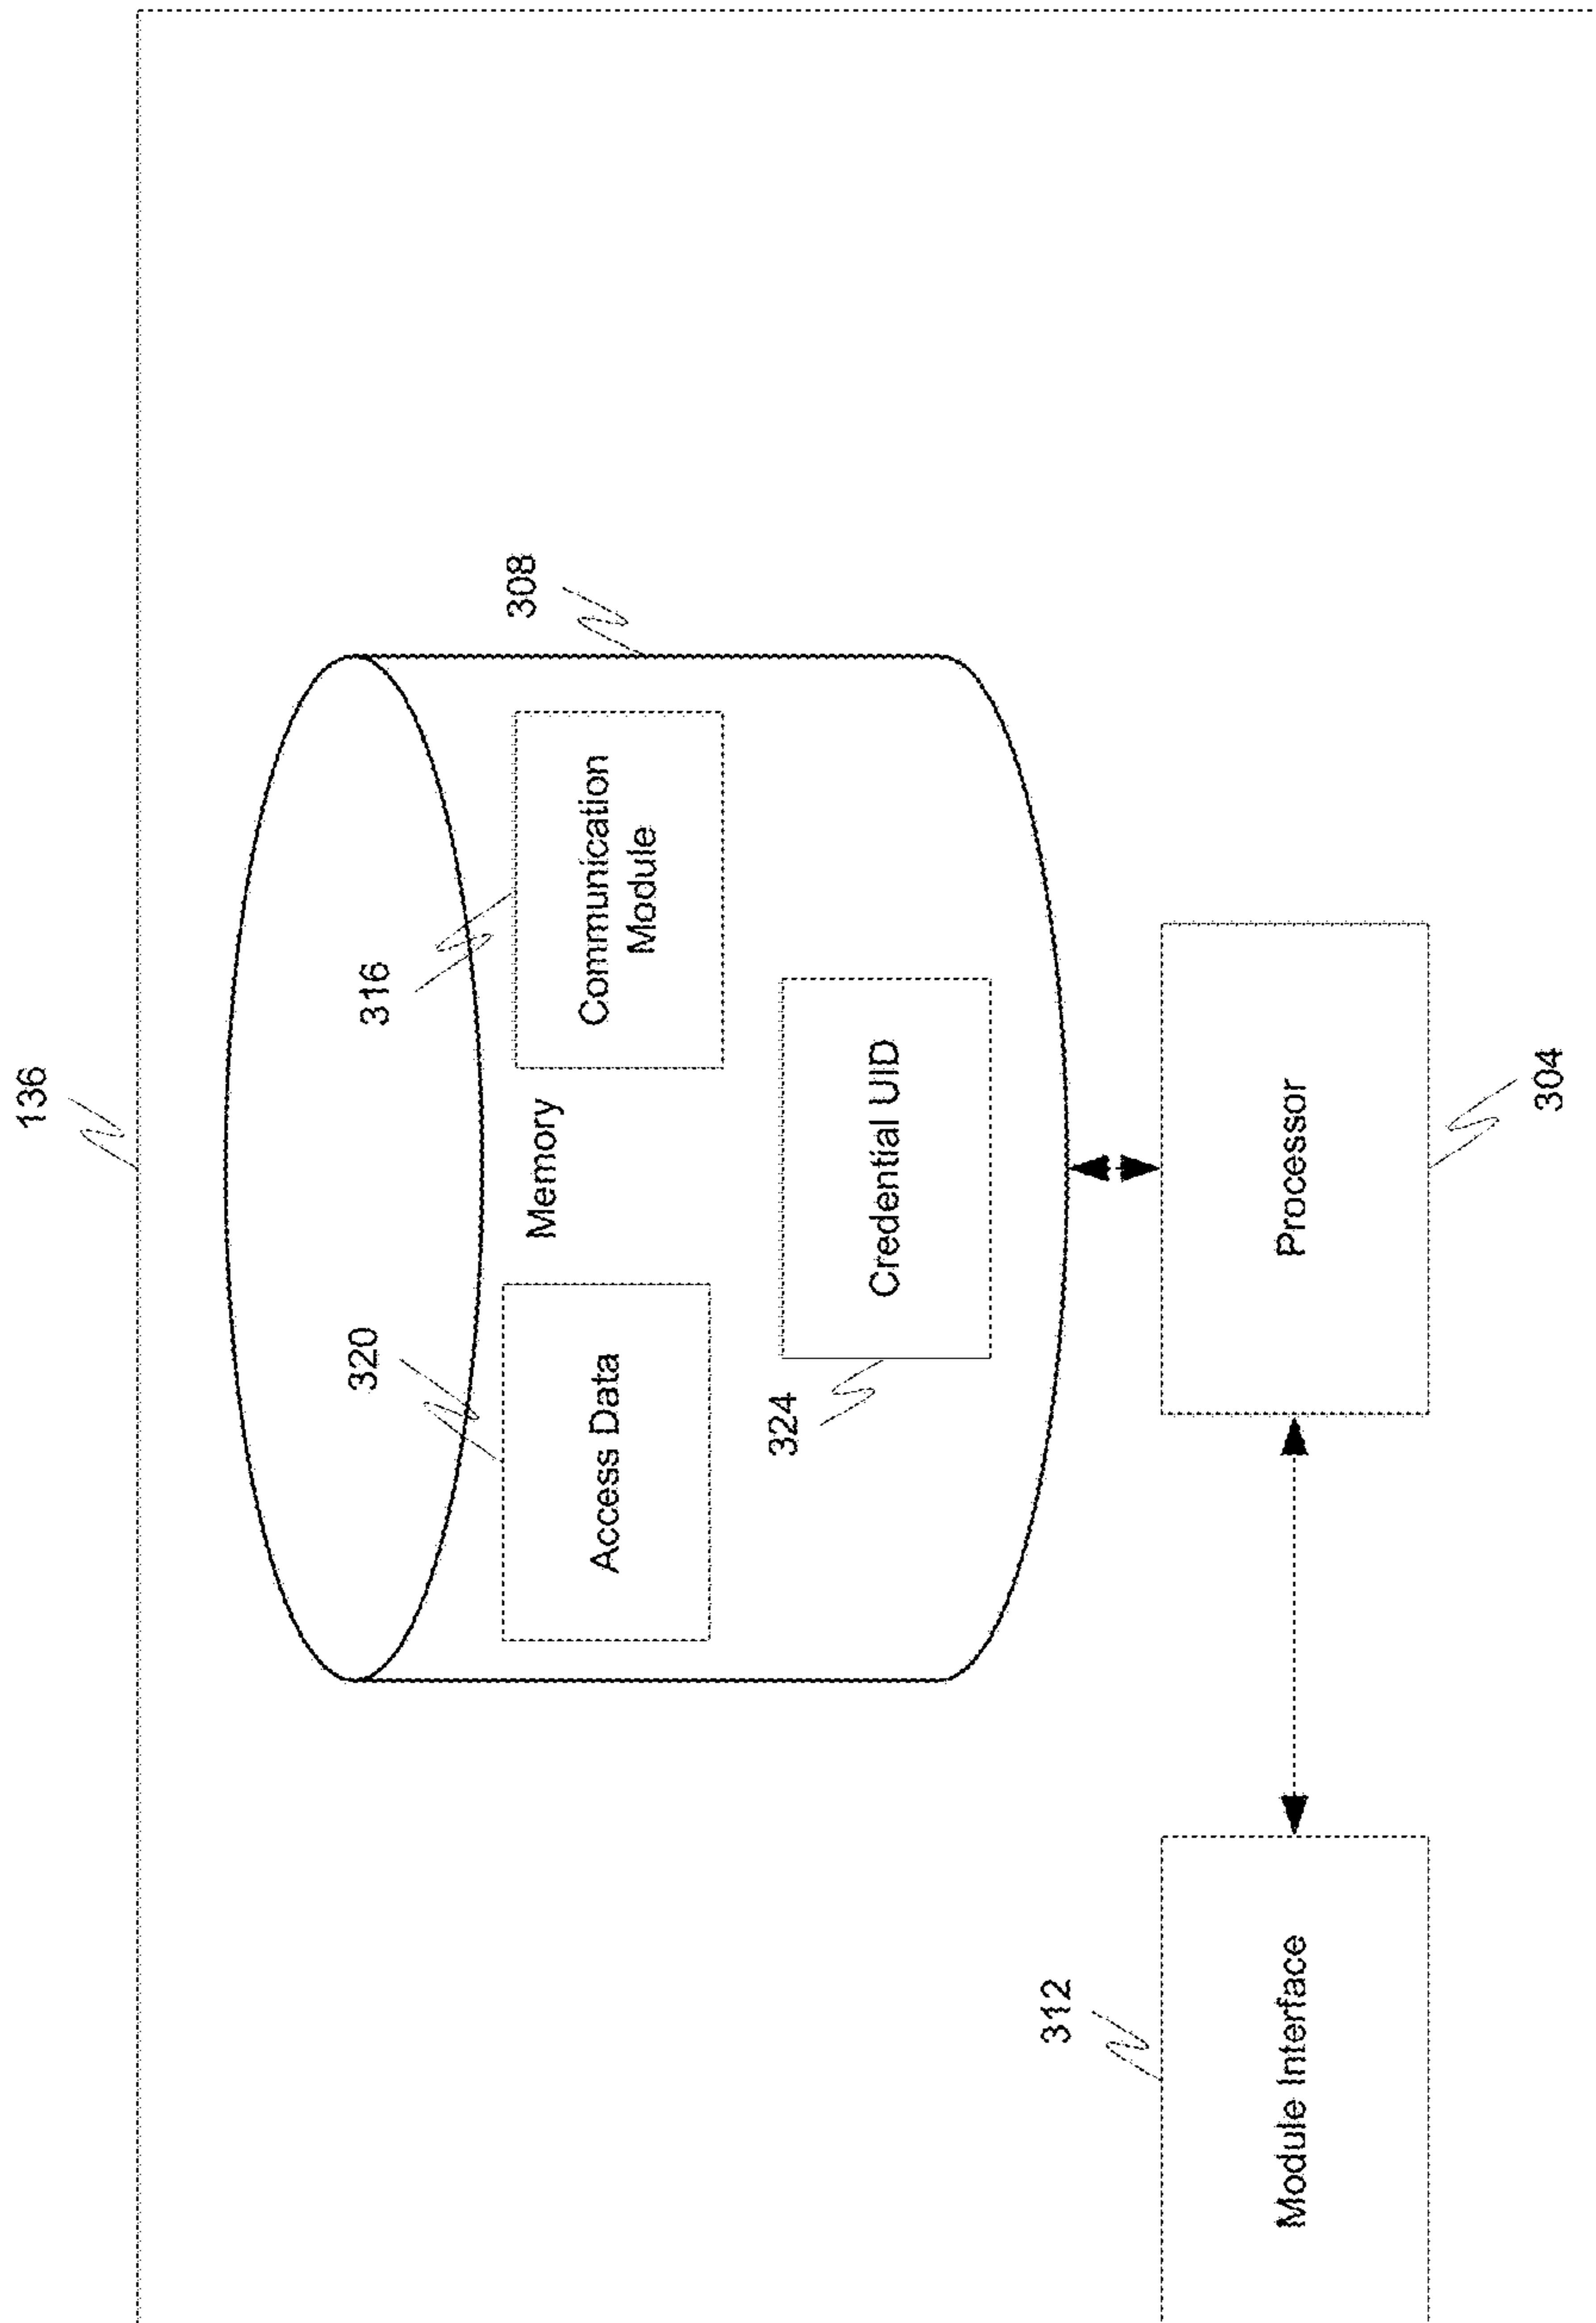 136
308
316
320
Communication
Module
Memory
Access Data
Credential UID
324
312
Module Interface
Processor
304